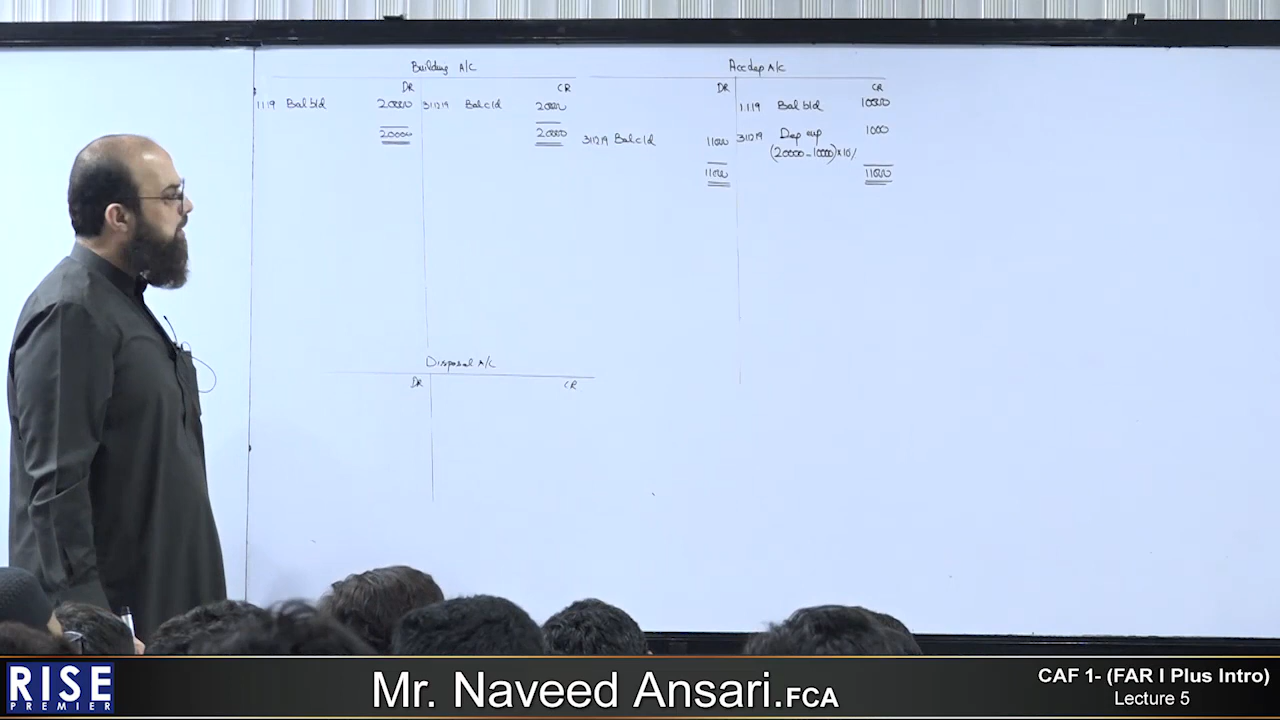 Building A/C
DR CR
1.1.19 Bal b/d 20000 31.12.19 Bal c/d 20000
20000 20000
Acc dep A/C
DR CR
1.1.19 Bal b/d 10000
31.12.19 Bal c/d 11000 31.12.19 Dep exp 1000
(20000-10000)x10%
11000 11000
Disposal A/C
DR CR
RISE
PREMIER
Mr. Naveed Ansari.FCA
CAF 1- (FAR I Plus Intro)
Lecture 5